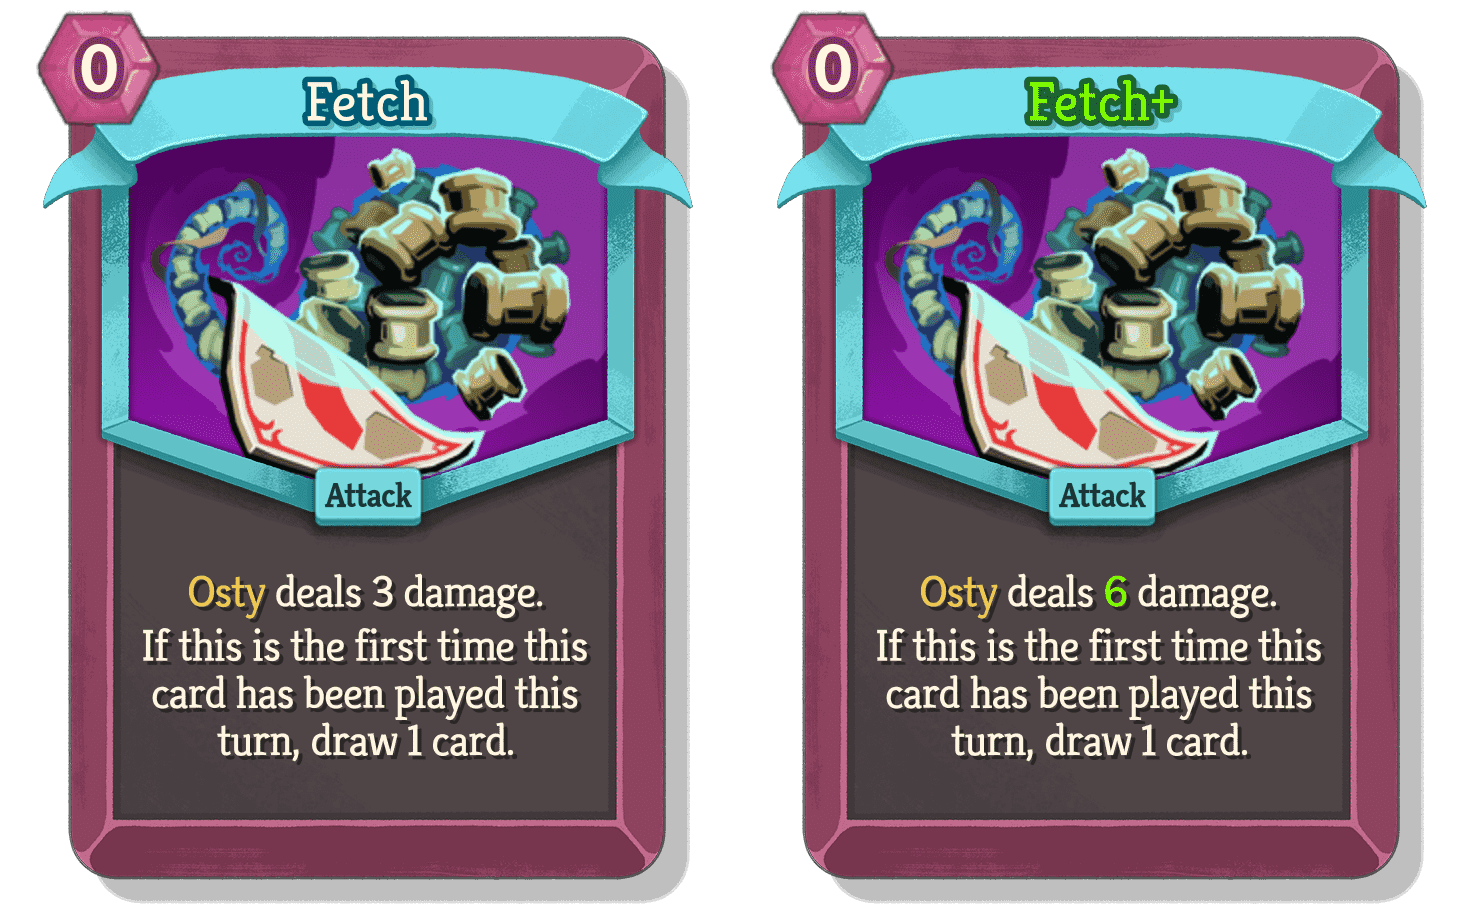 0
Fetch
Attack
Osty deals 3 damage.
If this is the first time this
card has been played this
turn, draw 1 card.
0
Fetch+
Attack
Osty deals 6 damage.
If this is the first time this
card has been played this
turn, draw 1 card.